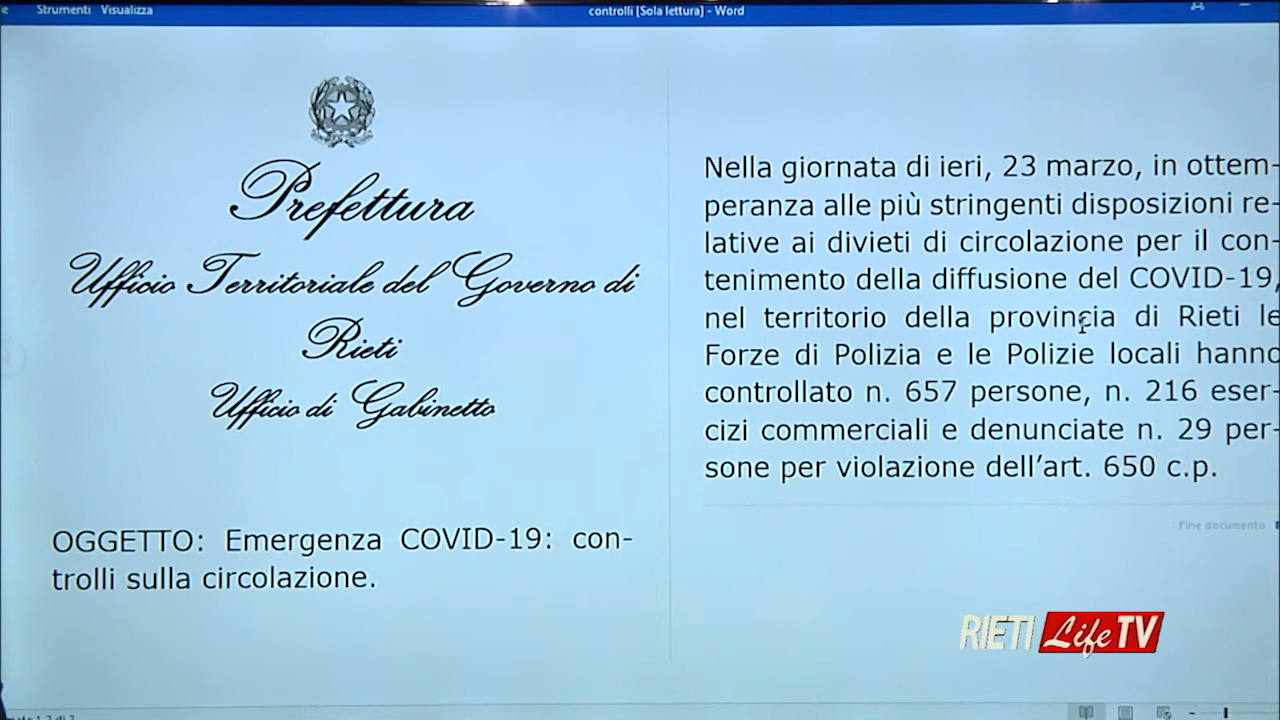 Strumenti Visualizza
controlli [Sola lettura] - Word
Prefettura
Ufficio Territoriale del Governo di
Rieti
Ufficio di Gabinetto
OGGETTO: Emergenza COVID-19: con-
trolli sulla circolazione.
Nella giornata di ieri, 23 marzo, in ottem-
peranza alle più stringenti disposizioni re-
lative ai divieti di circolazione per il con-
tenimento della diffusione del COVID-19,
nel territorio della provincia di Rieti le
Forze di Polizia e le Polizie locali hanno
controllato n. 657 persone, n. 216 eser-
cizi commerciali e denunciate n. 29 per-
sone per violazione dell'art. 650 c.p.
Fine documento
RIETI Life TV